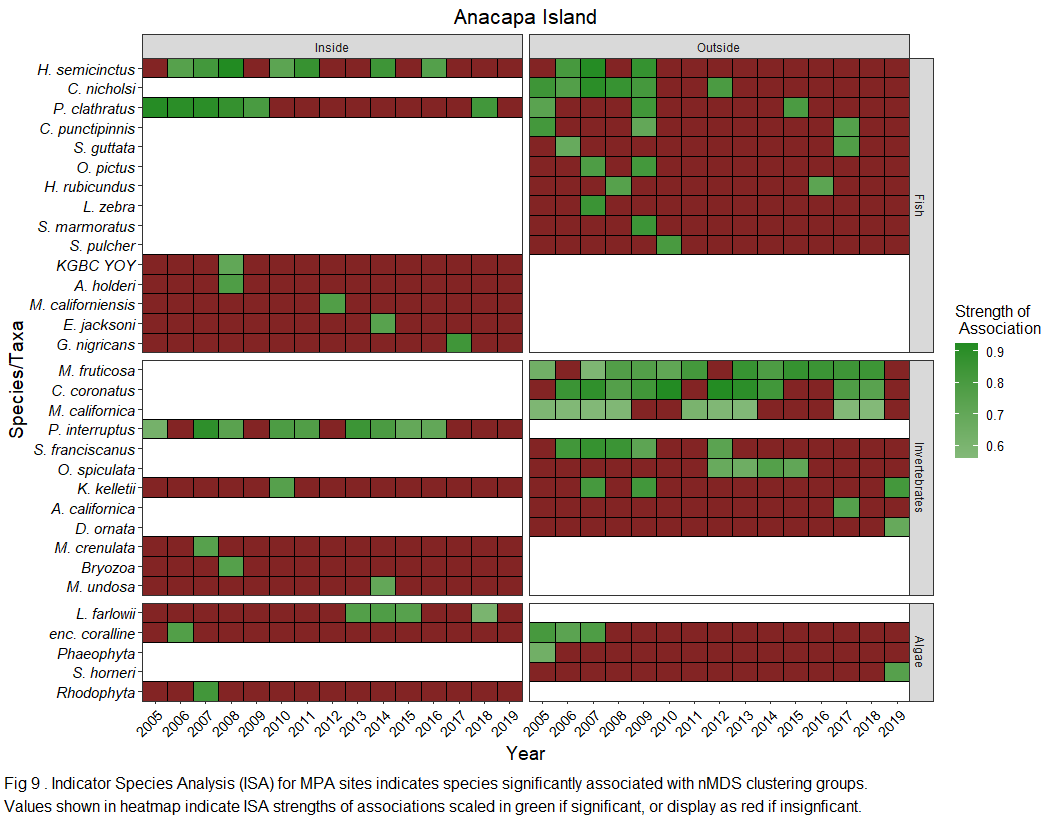 Anacapa Island
Inside
Outside
H. semicinctus
C. nicholsi
P. clathratus
C. punctipinnis
S. guttata
O. pictus
H. rubicundus
L. zebra
S. marmoratus
S. pulcher
KGBC YOY
A. holderi
M. californiensis
E. jacksoni
G. nigricans
Fish
M. fruticosa
C. coronatus
M. californica
P. interruptus
S. franciscanus
O. spiculata
K. kelletii
A. californica
D. ornata
M. crenulata
Bryozoa
M. undosa
Invertebrates
L. farlowii
enc. coralline
Phaeophyta
S. horneri
Rhodophyta
Algae
Species/Taxa
2005 2006 2007 2008 2009 2010 2011 2012 2013 2014 2015 2016 2017 2018 2019
2005 2006 2007 2008 2009 2010 2011 2012 2013 2014 2015 2016 2017 2018 2019
Year
Strength of
Association
0.9
0.8
0.7
0.6
Fig 9 . Indicator Species Analysis (ISA) for MPA sites indicates species significantly associated with nMDS clustering groups.
Values shown in heatmap indicate ISA strengths of associations scaled in green if significant, or display as red if insignficant.